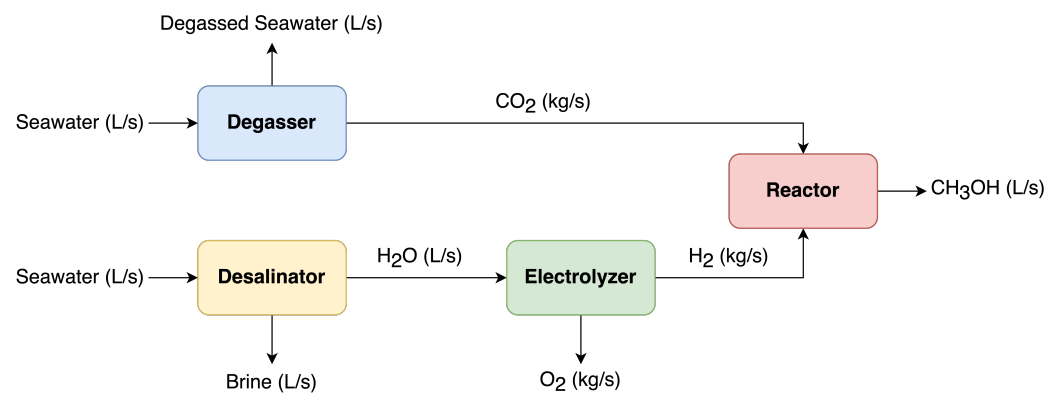 Degassed Seawater (L/s)
Seawater (L/s)
Degasser
CO2 (kg/s)
Reactor
CH3OH (L/s)
Seawater (L/s)
Desalinator
H2O (L/s)
Electrolyzer
H2 (kg/s)
Brine (L/s)
O2 (kg/s)